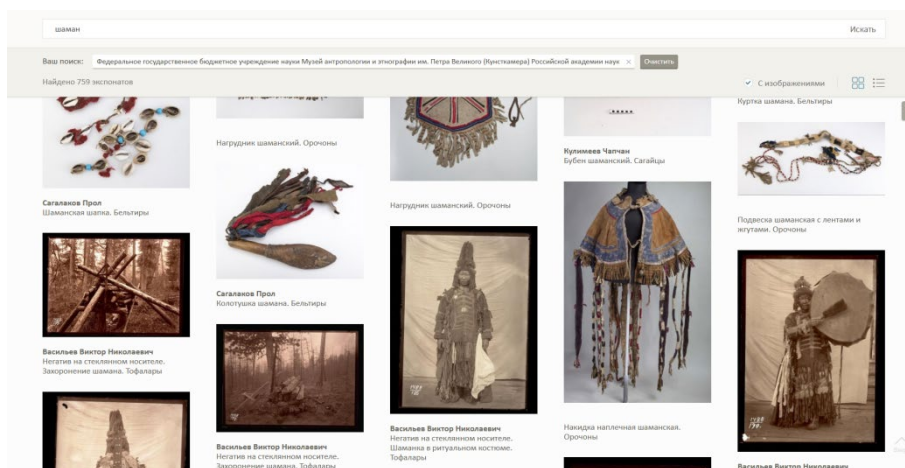 шаман
Искать
Ваш поиск:
Федеральное государственное бюджетное учреждение науки Музей антропологии и этнографии им. Петра Великого (Кунсткамера) Российской академии наук ×
Очистить
Найдено 759 экспонатов
С изображениями
Сагалаков Прол
Шаманская шапка. Бельтиры
Васильев Виктор Николаевич
Негатив на стеклянном носителе.
Захоронение шамана. Тофалары
Нагрудник шаманский. Орочоны
Сагалаков Прол
Колотушка шамана. Бельтиры
Васильев Виктор Николаевич
Негатив на стеклянном носителе.
Захоронение шамана. Тофалары
Нагрудник шаманский. Орочоны
Васильев Виктор Николаевич
Негатив на стеклянном носителе.
Шаманка в ритуальном костюме.
Тофалары
Кулимеев Чапчан
Бубен шаманский. Сагайцы
Накидка наплечная шаманская.
Орочоны
Куртка шамана. Бельтиры
Подвеска шаманская с лентами и
жгутами. Орочоны
Васильев Виктор Николаевич